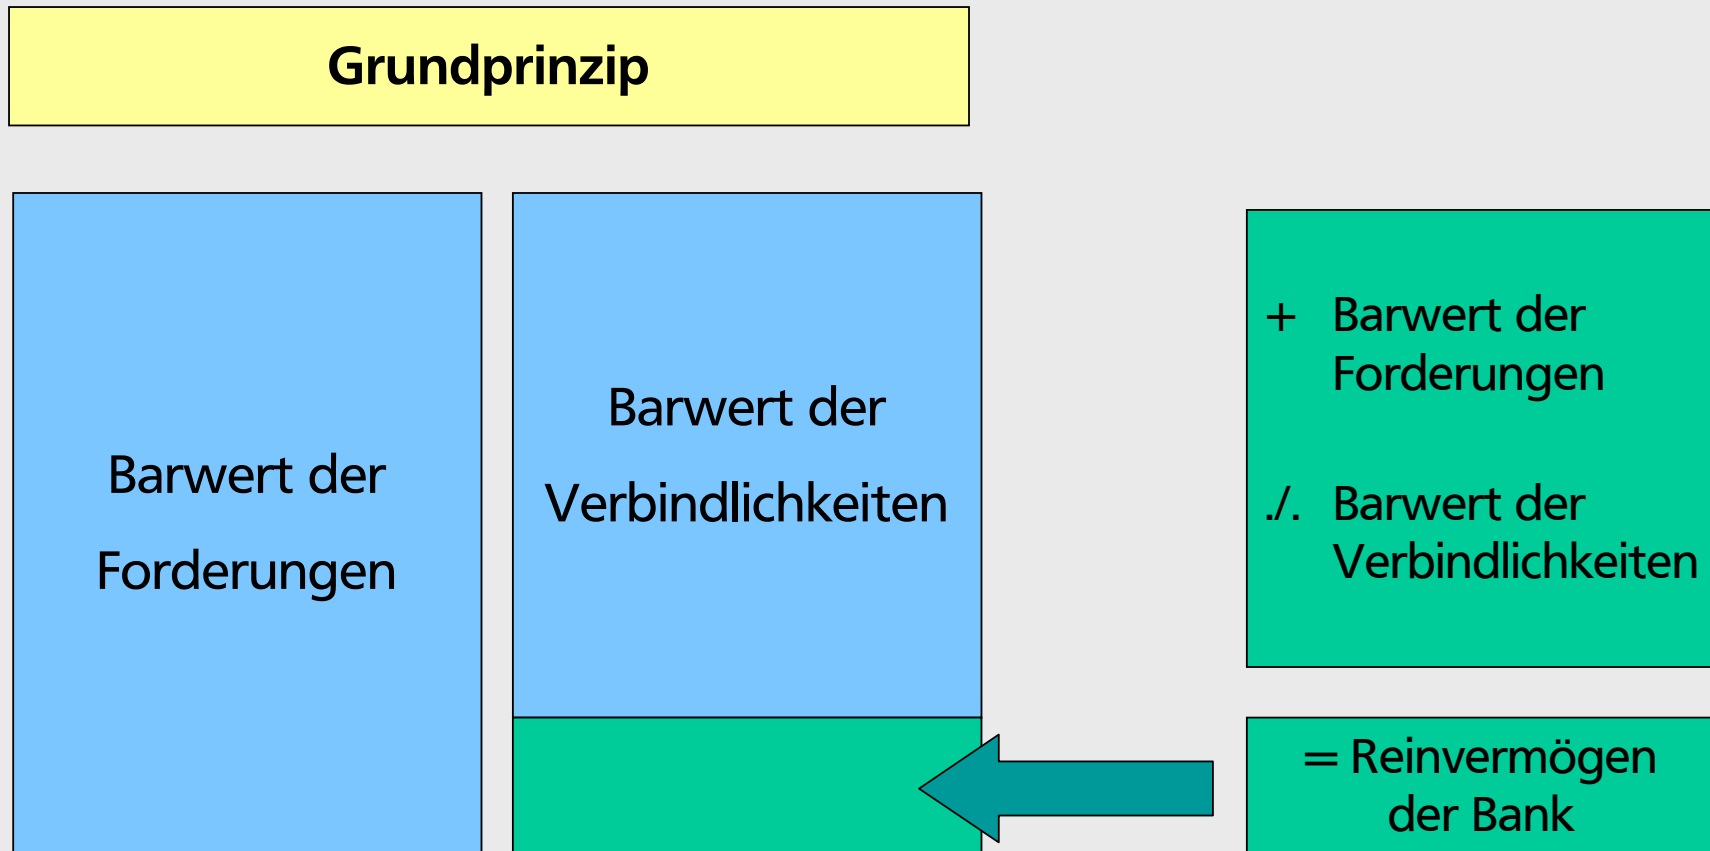 Grundprinzip
Barwert der
Forderungen
Barwert der
Verbindlichkeiten
+ Barwert der
Forderungen
./. Barwert der
Verbindlichkeiten
= Reinvermögen
der Bank